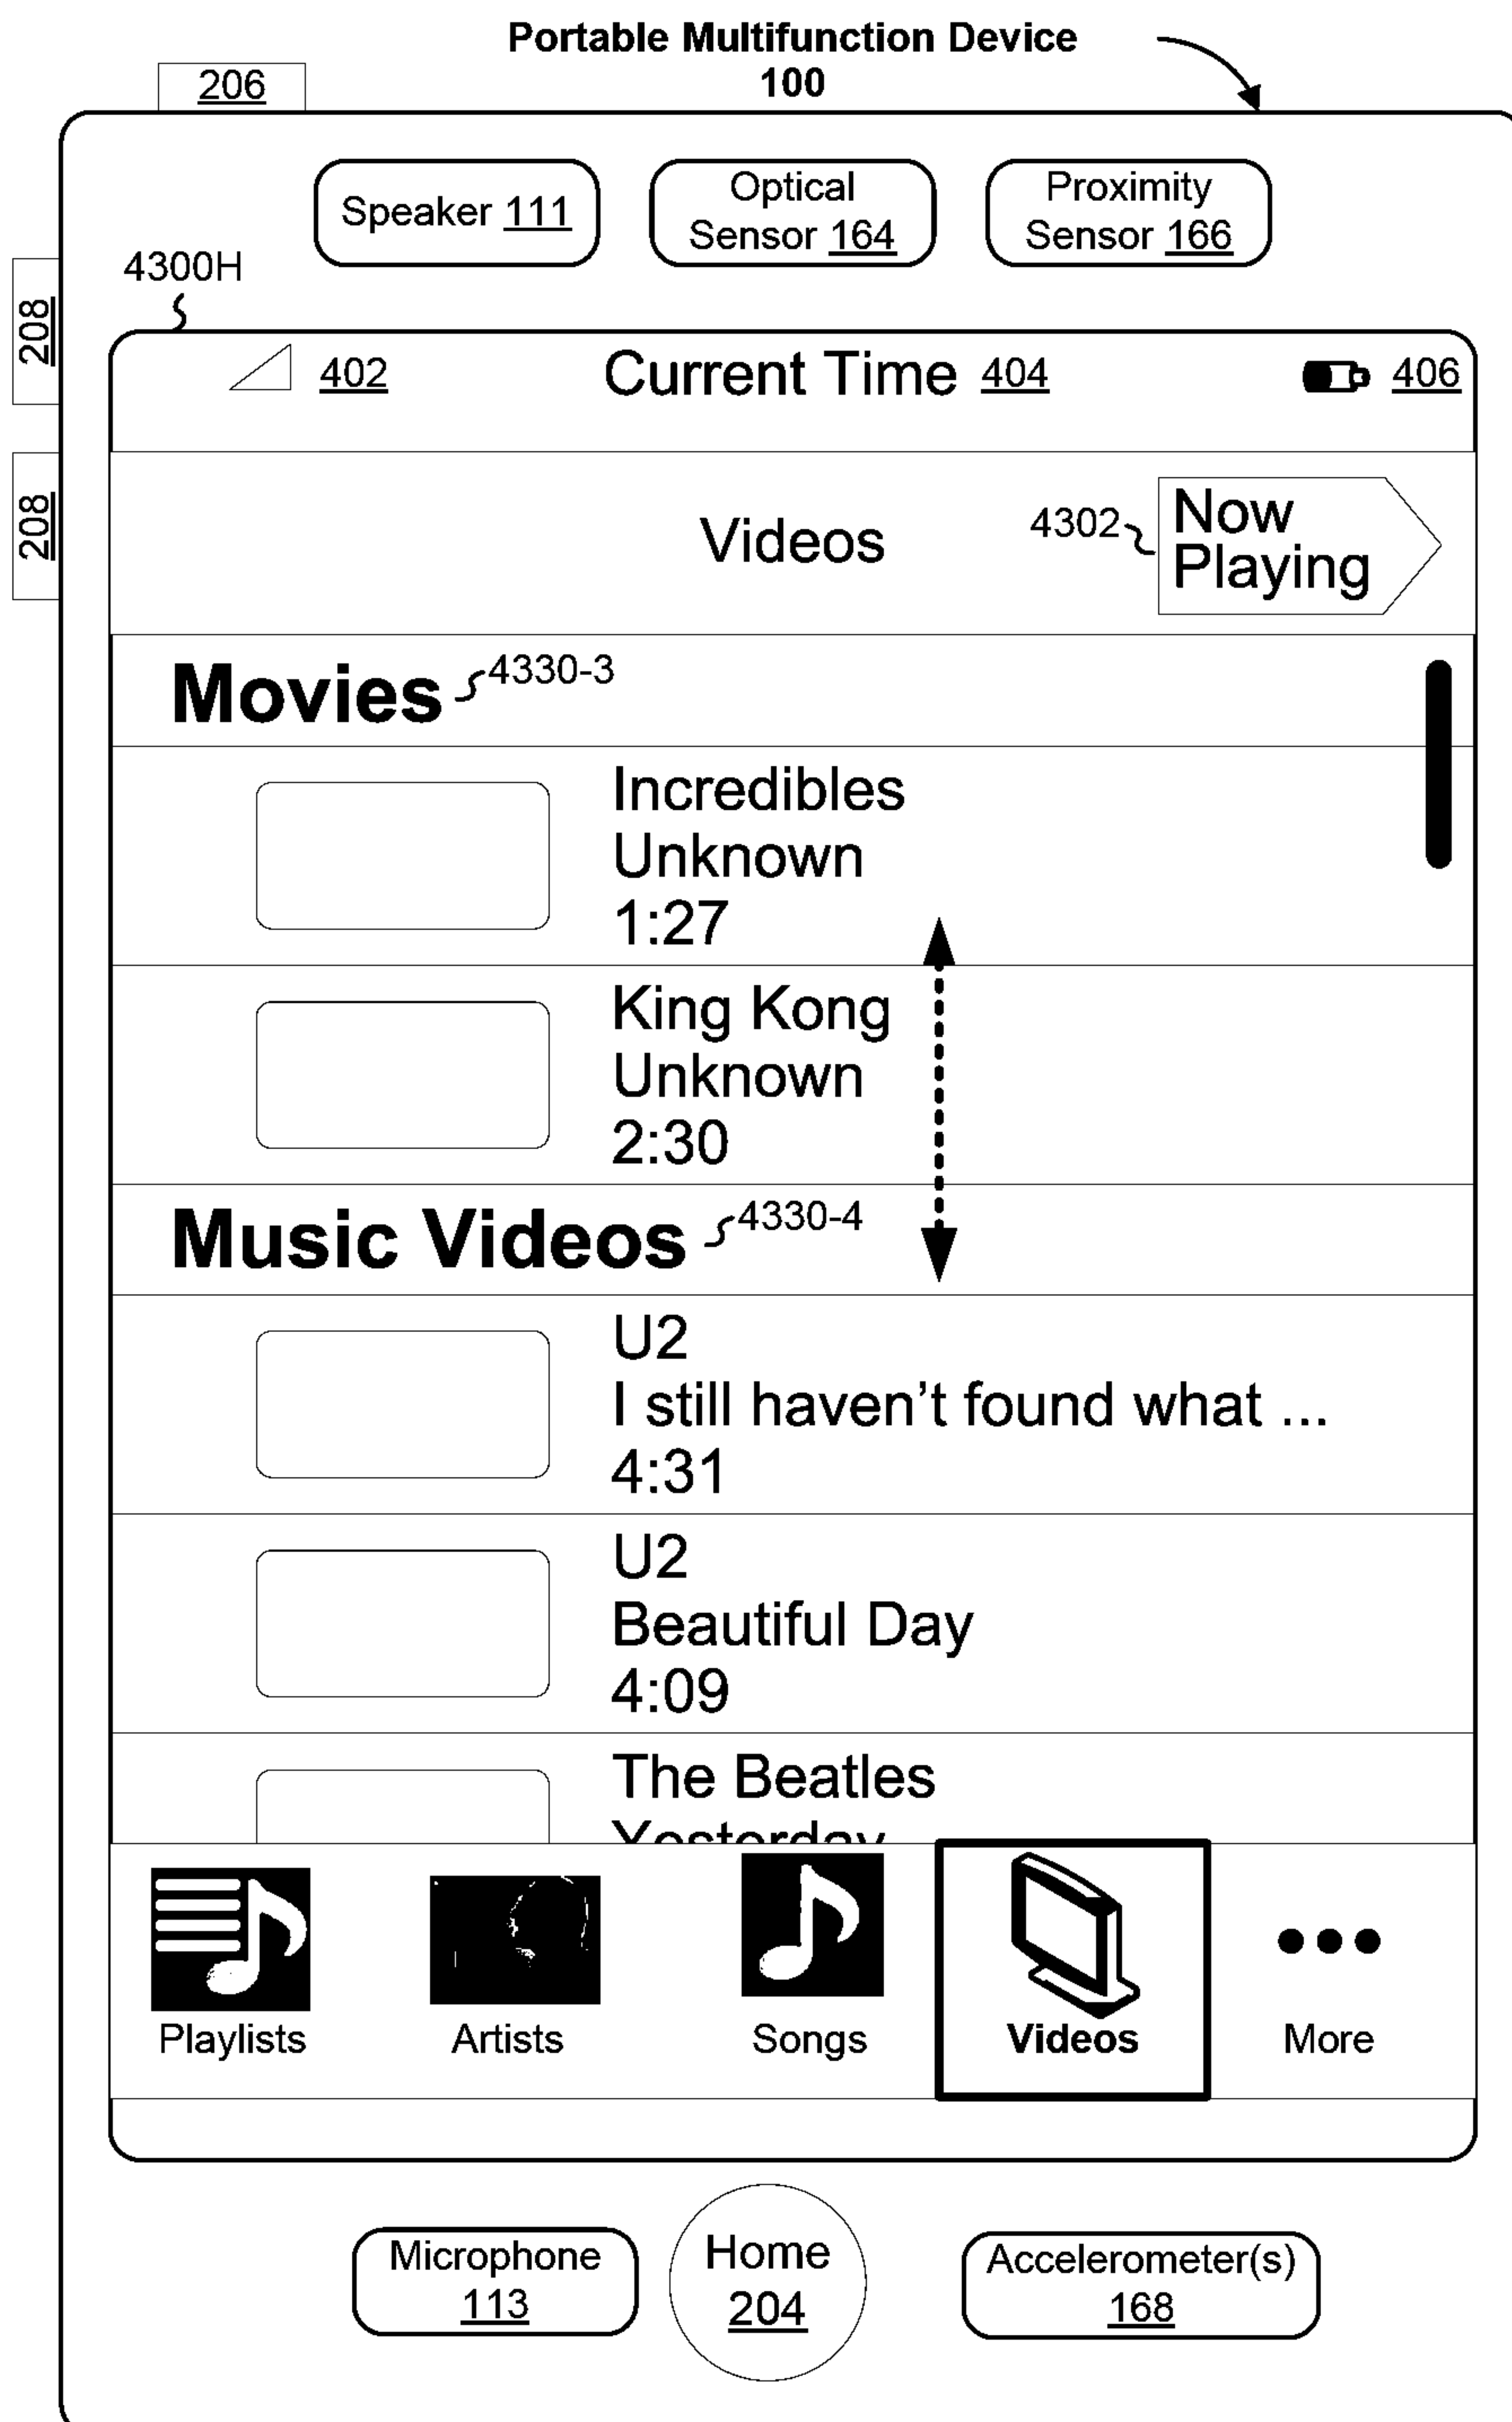 Portable Multifunction Device
100
206
Speaker 111
Optical
Sensor 164
Proximity
Sensor 166
4300H
208
208
402
Current Time 404
406
Videos
4302
Now
Playing
Movies
4330-3
Incredibles
Unknown
1:27
King Kong
Unknown
2:30
Music Videos
4330-4
U2
I still haven’t found what ...
4:31
U2
Beautiful Day
4:09
The Beatles
Yesterday
Playlists
Artists
Songs
Videos
More
Microphone
113
Home
204
Accelerometer(s)
168